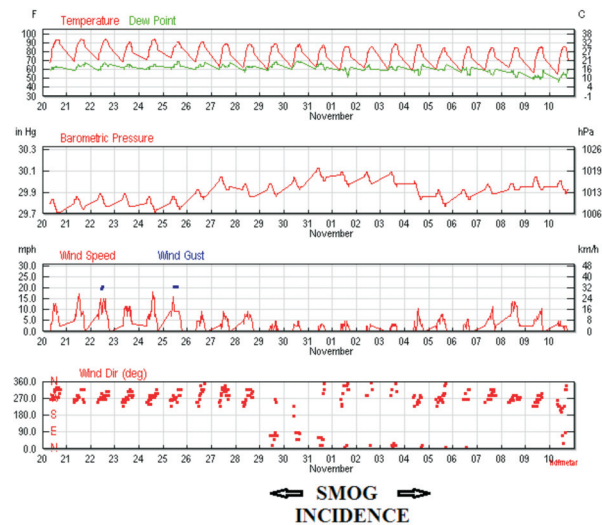 F Temperature Dew Point C
100 38
90 32
80 27
70 21
60 16
50 10
40 4
30 -1
20 21 22 23 24 25 26 27 28 29 30 31 01 02 03 04 05 06 07 08 09 10
November
in Hg Barometric Pressure hPa
30.3 1026
30.1 1019
29.9 1013
29.7 1006
20 21 22 23 24 25 26 27 28 29 30 31 01 02 03 04 05 06 07 08 09 10
November
mph Wind Speed Wind Gust km/h
30.0 48
25.0 40
20.0 32
15.0 24
10.0 16
5.0 8
0.0 0
20 21 22 23 24 25 26 27 28 29 30 31 01 02 03 04 05 06 07 08 09 10
November
Wind Dir (deg)
360.0 N
270.0 W
180.0 S
90.0 E
0.0 N
20 21 22 23 24 25 26 27 28 29 30 31 01 02 03 04 05 06 07 08 09 10
November
SMOG
INCIDENCE